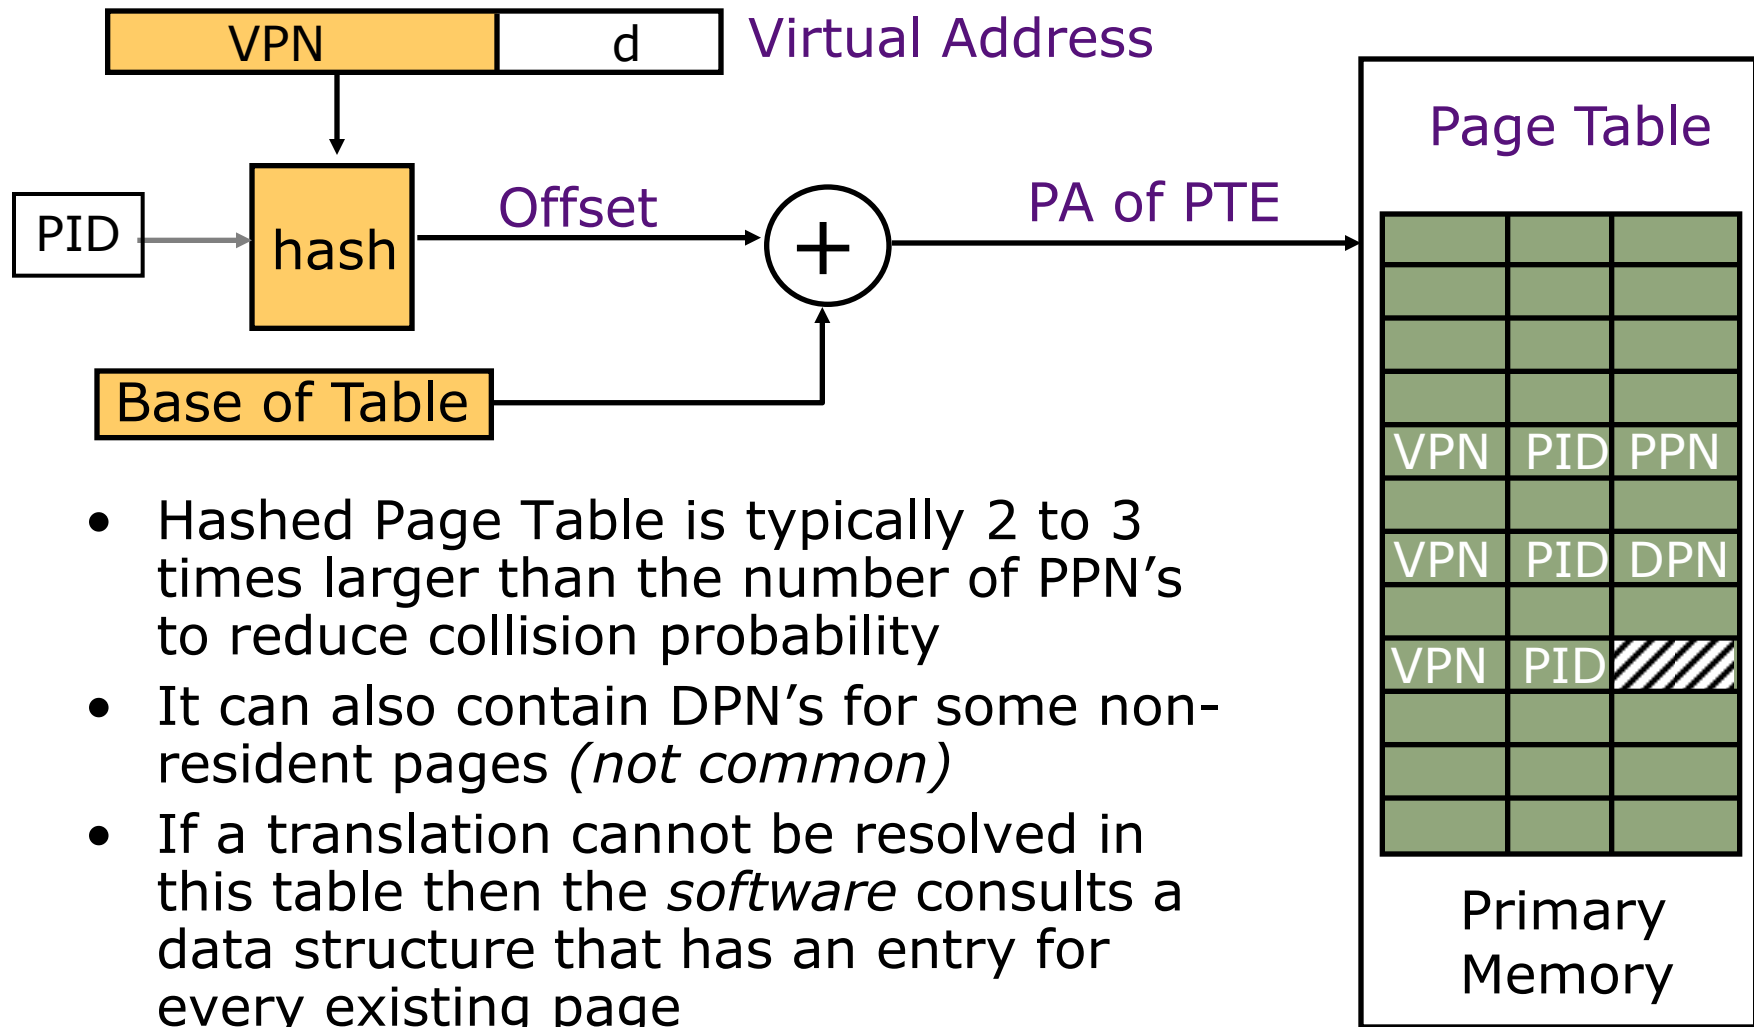 VPN d Virtual Address
Page Table
PID hash Offset + PA of PTE
Base of Table
VPN PID PPN
VPN PID DPN
VPN PID
• Hashed Page Table is typically 2 to 3
times larger than the number of PPN's
to reduce collision probability
• It can also contain DPN's for some non-
resident pages (not common)
• If a translation cannot be resolved in
this table then the software consults a
data structure that has an entry for
every existing page
Primary
Memory